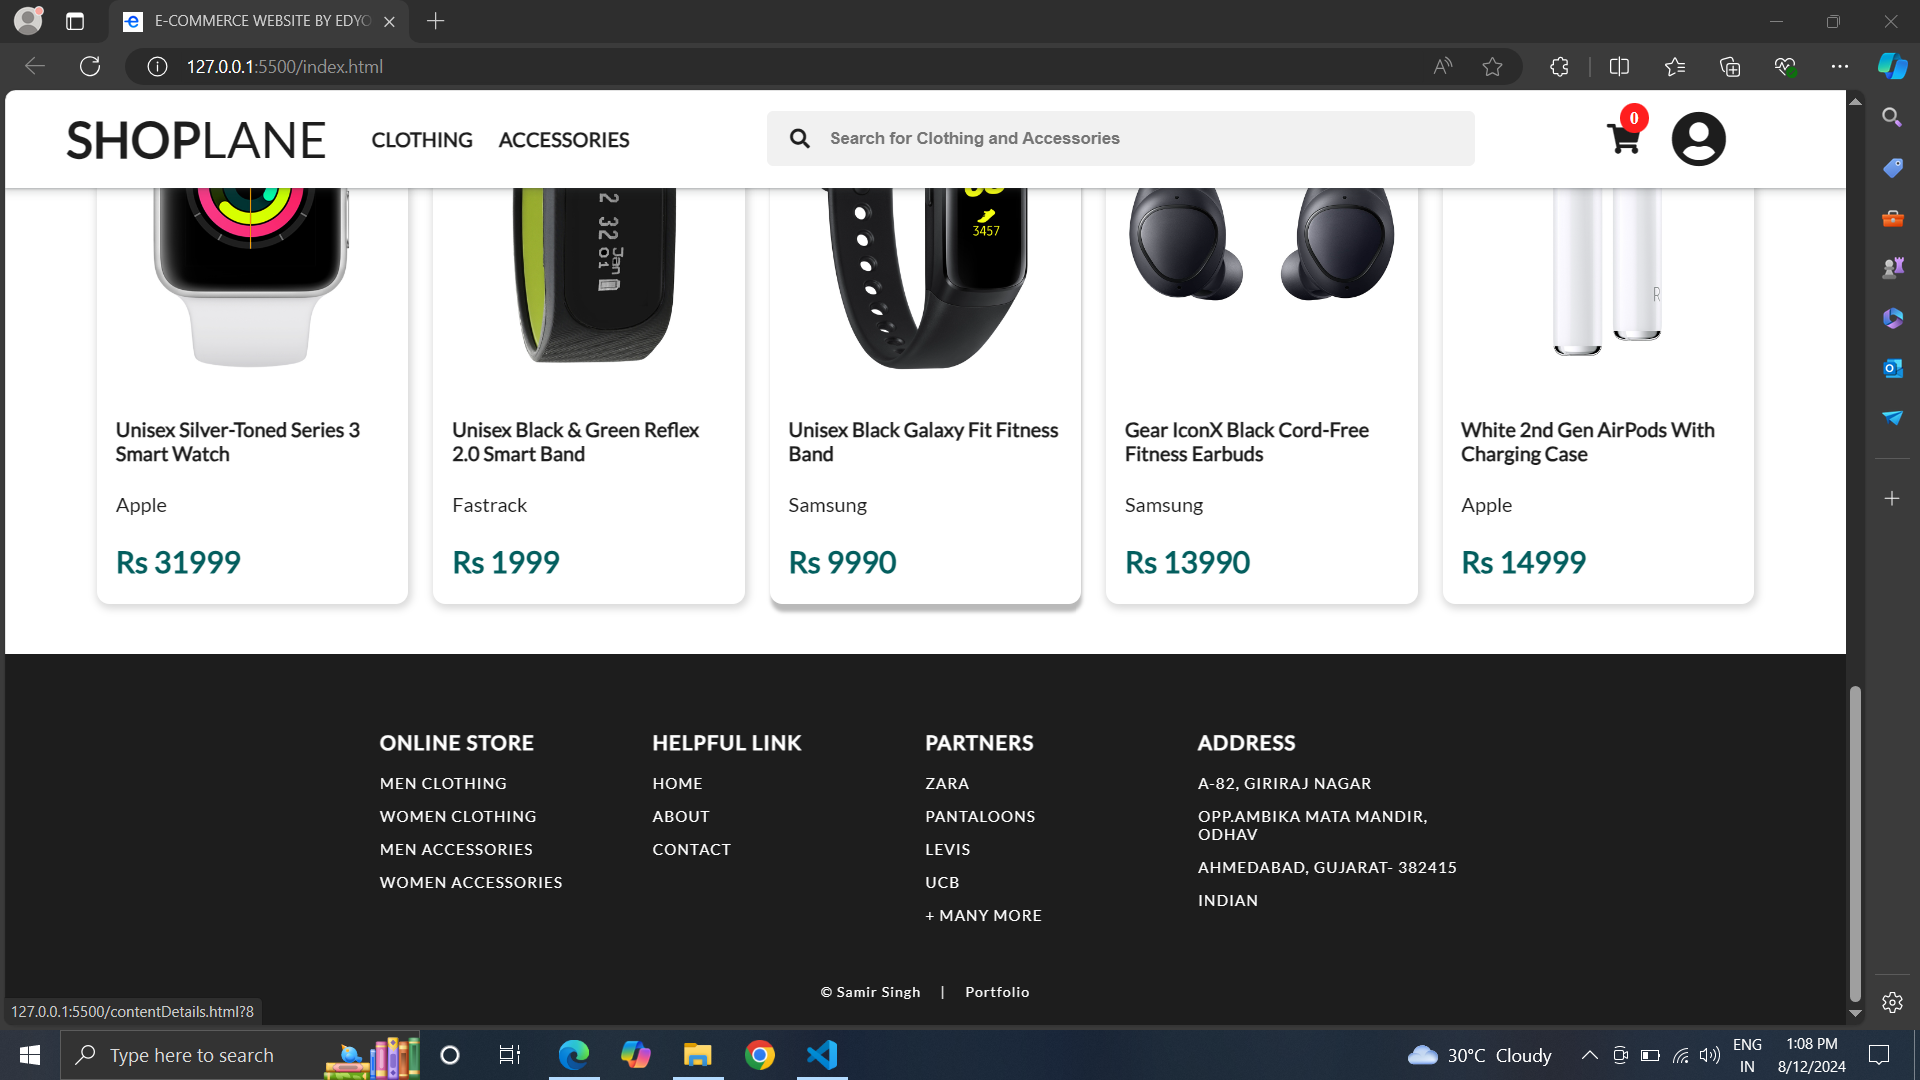 E-COMMERCE WEBSITE BY EDYO
127.0.0.1:5500/index.html
SHOPLANE
CLOTHING
ACCESSORIES
Search for Clothing and Accessories
0
2 32
Jan 01
3457
R
Unisex Silver-Toned Series 3
Smart Watch
Apple
Rs 31999
Unisex Black & Green Reflex
2.0 Smart Band
Fastrack
Rs 1999
Unisex Black Galaxy Fit Fitness
Band
Samsung
Rs 9990
Gear IconX Black Cord-Free
Fitness Earbuds
Samsung
Rs 13990
White 2nd Gen AirPods With
Charging Case
Apple
Rs 14999
ONLINE STORE
MEN CLOTHING
WOMEN CLOTHING
MEN ACCESSORIES
WOMEN ACCESSORIES
HELPFUL LINK
HOME
ABOUT
CONTACT
PARTNERS
ZARA
PANTALOONS
LEVIS
UCB
+ MANY MORE
ADDRESS
A-82, GIRIRAJ NAGAR
OPP.AMBIKA MATA MANDIR,
ODHAV
AHMEDABAD, GUJARAT- 382415
INDIAN
© Samir Singh | Portfolio
127.0.0.1:5500/contentDetails.html?8
Type here to search
30°C Cloudy
ENG
IN
1:08 PM
8/12/2024